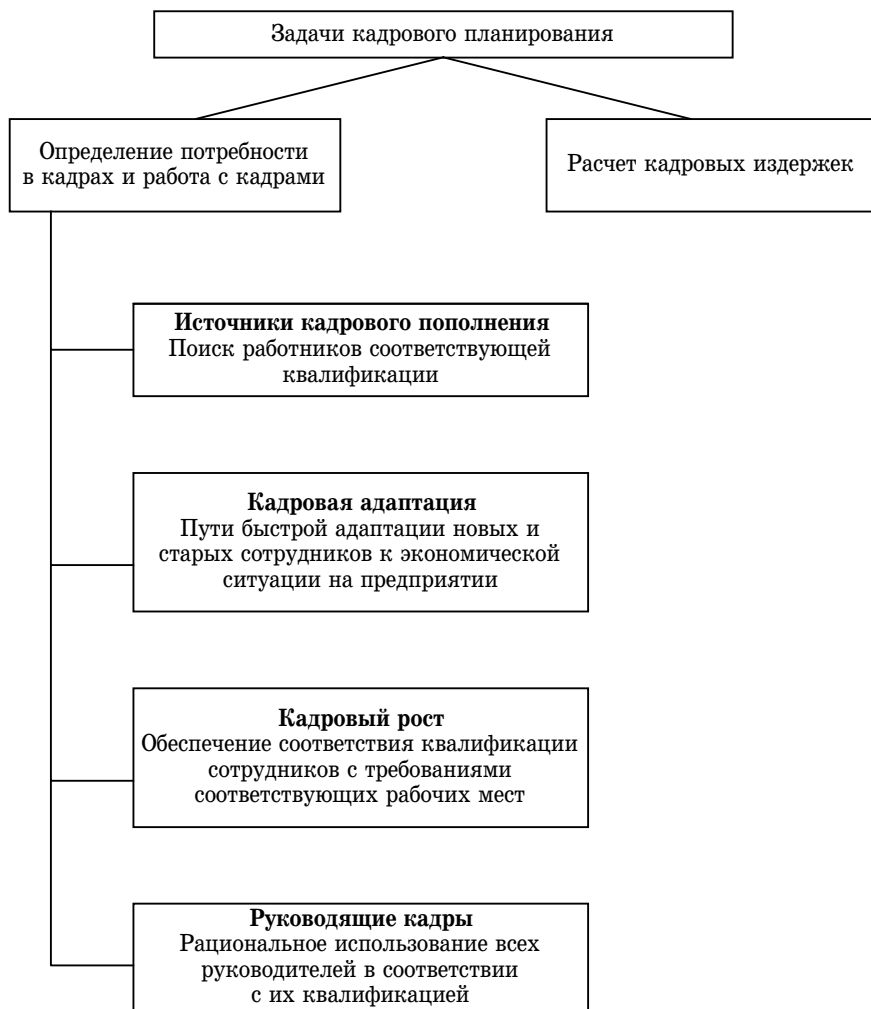 Задачи кадрового планирования
Определение потребности
в кадрах и работа с кадрами
Расчет кадровых издержек
Источники кадрового пополнения
Поиск работников соответствующей
квалификации
Кадровая адаптация
Пути быстрой адаптации новых и
старых сотрудников к экономической
ситуации на предприятии
Кадровый рост
Обеспечение соответствия квалификации
сотрудников с требованиями
соответствующих рабочих мест
Руководящие кадры
Рациональное использование всех
руководителей в соответствии
с их квалификацией